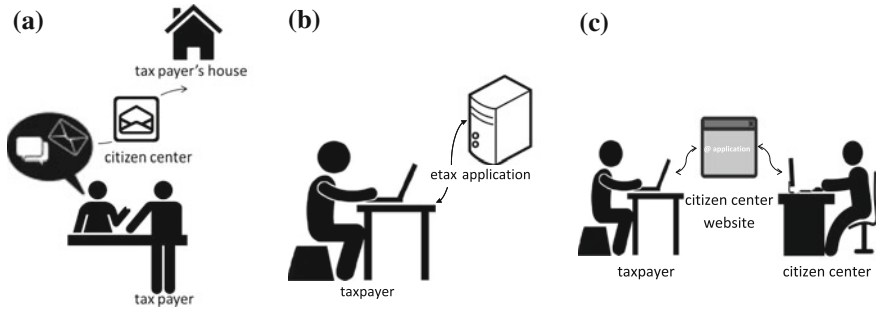 (a)
tax payer's house
citizen center
tax payer
(b)
etax application
taxpayer
(c)
@ application
citizen center
website
taxpayer
citizen center